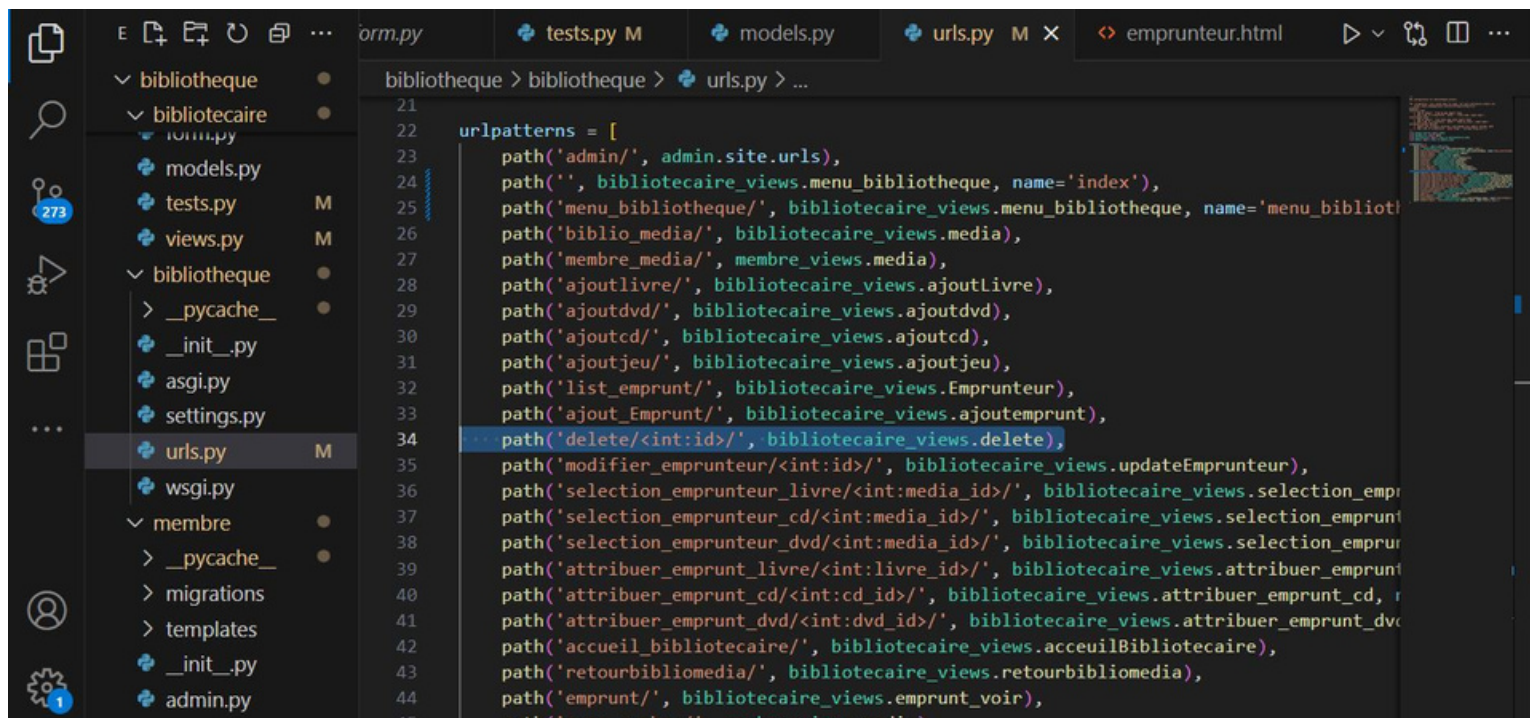 E
bibliotheque
bibliotecaire
form.py
models.py
tests.py M
views.py M
bibliotheque
__pycache__
__init__.py
asgi.py
settings.py
urls.py M
wsgi.py
membre
__pycache__
migrations
templates
__init__.py
admin.py
273
1
form.py tests.py M models.py urls.py M emprunteur.html
bibliotheque > bibliotheque > urls.py > ...
21
22 urlpatterns = [
23 path('admin/', admin.site.urls),
24 path('', bibliotecaire_views.menu_bibliotheque, name='index'),
25 path('menu_bibliotheque/', bibliotecaire_views.menu_bibliotheque, name='menu_bibliot
26 path('biblio_media/', bibliotecaire_views.media),
27 path('membre_media/', membre_views.media),
28 path('ajoutlivre/', bibliotecaire_views.ajoutLivre),
29 path('ajoutdvd/', bibliotecaire_views.ajoutdvd),
30 path('ajoutcd/', bibliotecaire_views.ajoutcd),
31 path('ajoutjeu/', bibliotecaire_views.ajoutjeu),
32 path('list_emprunt/', bibliotecaire_views.Emprunteur),
33 path('ajout_Emprunt/', bibliotecaire_views.ajoutemprunt),
34 path('delete/<int:id>/', bibliotecaire_views.delete),
35 path('modifier_emprunteur/<int:id>/', bibliotecaire_views.updateEmprunteur),
36 path('selection_emprunteur_livre/<int:media_id>/', bibliotecaire_views.selection_empr
37 path('selection_emprunteur_cd/<int:media_id>/', bibliotecaire_views.selection_emprunt
38 path('selection_emprunteur_dvd/<int:media_id>/', bibliotecaire_views.selection_emprun
39 path('attribuer_emprunt_livre/<int:livre_id>/', bibliotecaire_views.attribuer_emprunt
40 path('attribuer_emprunt_cd/<int:cd_id>/', bibliotecaire_views.attribuer_emprunt_cd,
41 path('attribuer_emprunt_dvd/<int:dvd_id>/', bibliotecaire_views.attribuer_emprunt_dvd
42 path('accueil_bibliotecaire/', bibliotecaire_views.acceuilBibliotecaire),
43 path('retourbibliomedia/', bibliotecaire_views.retourbibliomedia),
44 path('emprunt/', bibliotecaire_views.emprunt_voir),